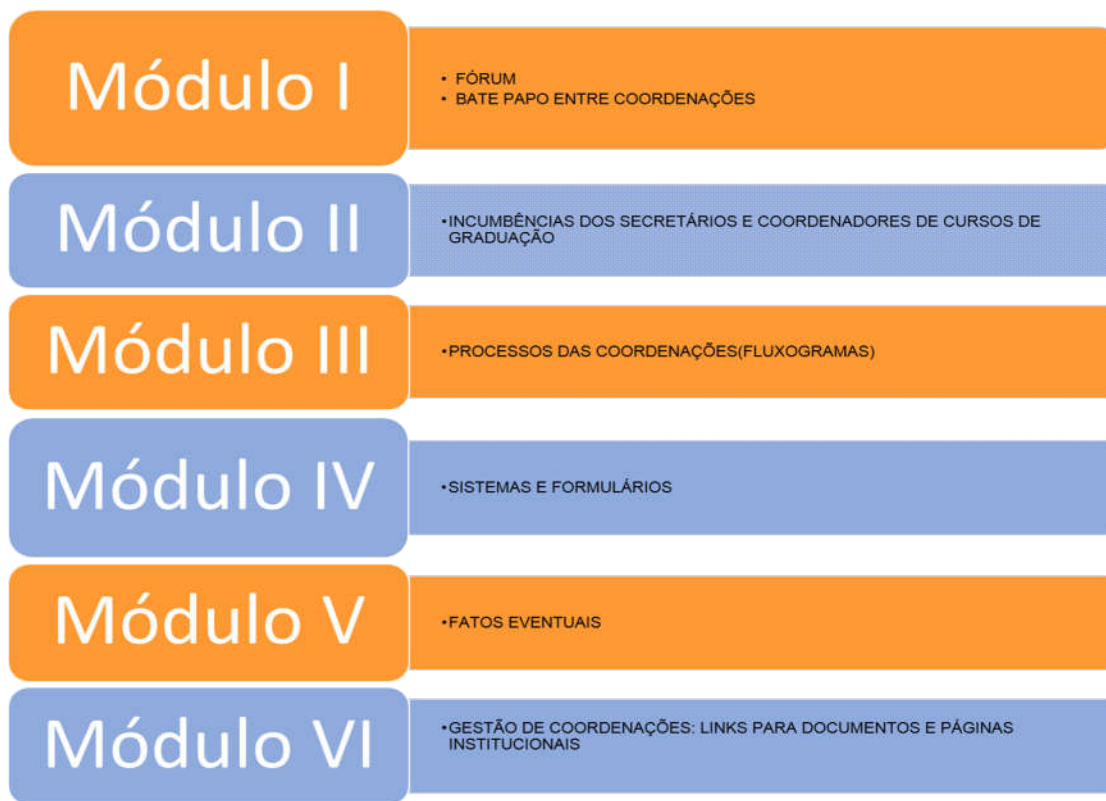 Módulo I
• FÓRUM
• BATE PAPO ENTRE COORDENAÇÕES
Módulo II
•INCUMBÊNCIAS DOS SECRETÁRIOS E COORDENADORES DE CURSOS DE
GRADUAÇÃO
Módulo III
•PROCESSOS DAS COORDENAÇÕES(FLUXOGRAMAS)
Módulo IV
•SISTEMAS E FORMULÁRIOS
Módulo V
•FATOS EVENTUAIS
Módulo VI
•GESTÃO DE COORDENAÇÕES: LINKS PARA DOCUMENTOS E PÁGINAS
INSTITUCIONAIS